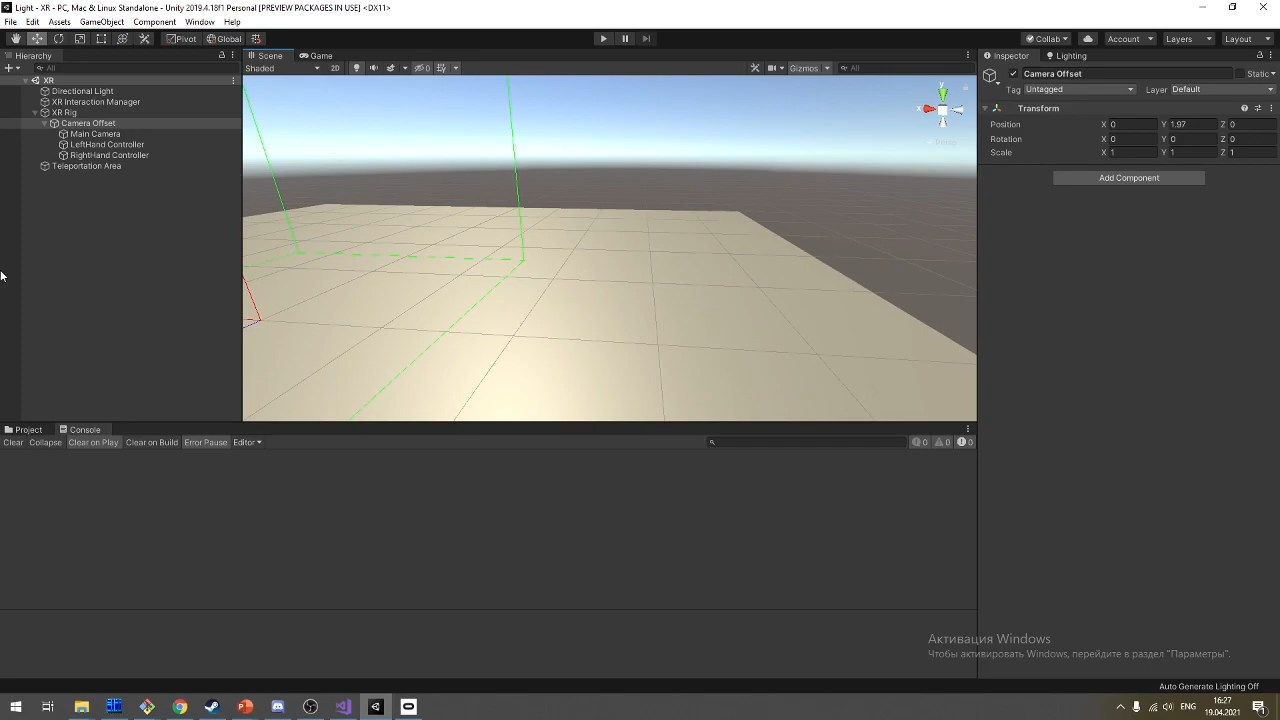 Light - XR - PC, Mac & Linux Standalone - Unity 2019.4.18f1 Personal [PREVIEW PACKAGES IN USE] <DX11>
File Edit Assets GameObject Component Window Help
Pivot Global Collab Account Layers Layout
Hierarchy Scene Game Inspector Lighting
All Shaded 2D 0 Gizmos All
XR
Directional Light
XR Interaction Manager
XR Rig
Camera Offset
Main Camera
LeftHand Controller
RightHand Controller
Teleportation Area
y
x
Persp
Camera Offset Static
Tag Untagged Layer Default
Transform
Position X 0 Y 1.97 Z 0
Rotation X 0 Y 0 Z 0
Scale X 1 Y 1 Z 1
Add Component
Project Console
Clear Collapse Clear on Play Clear on Build Error Pause Editor 0 0 0
Активация Windows
Чтобы активировать Windows, перейдите в раздел "Параметры".
Auto Generate Lighting Off
ENG 16:27
19.04.2021